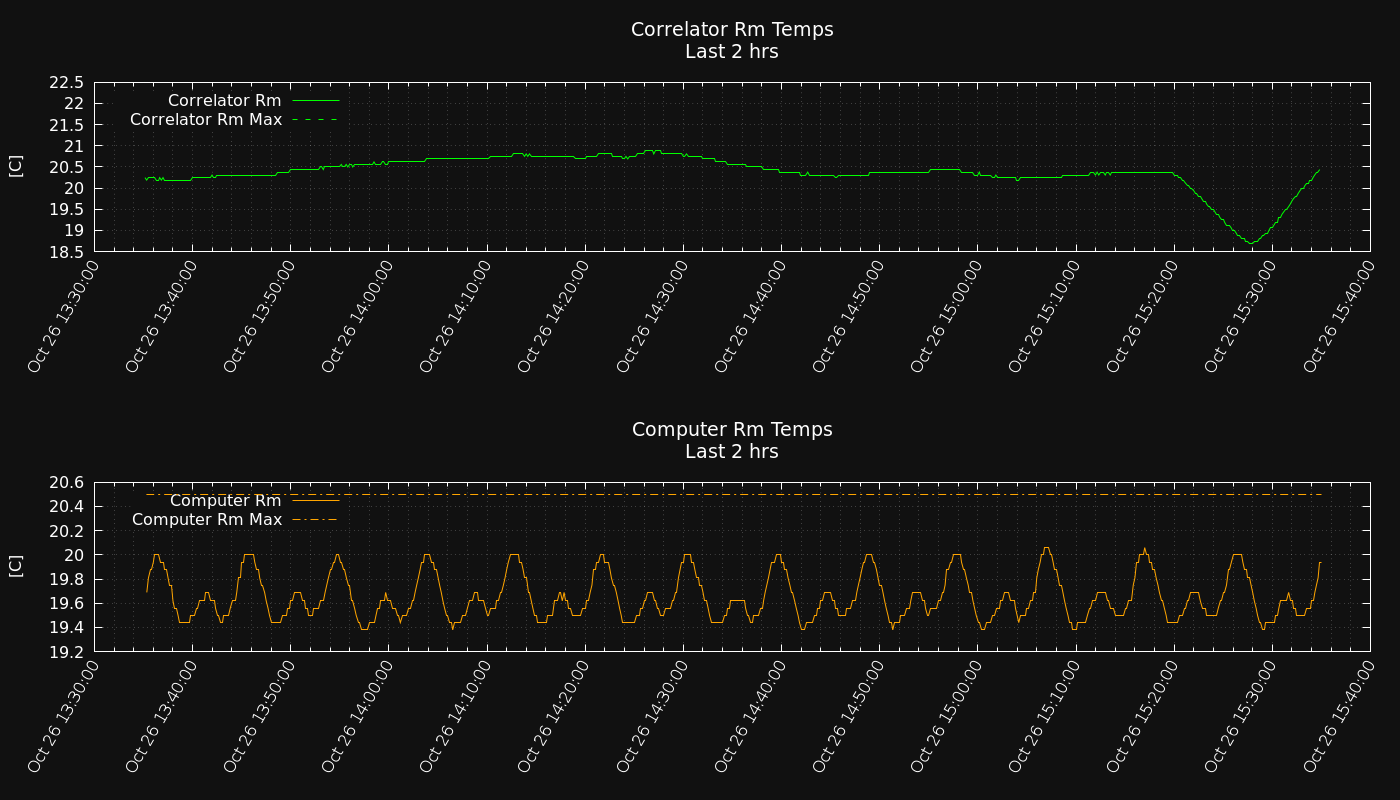 Correlator Rm Temps
Last 2 hrs
22.5
22
21.5
21
20.5
20
19.5
19
18.5
[C]
Correlator Rm
Correlator Rm Max
Oct 26 13:30:00
Oct 26 13:40:00
Oct 26 13:50:00
Oct 26 14:00:00
Oct 26 14:10:00
Oct 26 14:20:00
Oct 26 14:30:00
Oct 26 14:40:00
Oct 26 14:50:00
Oct 26 15:00:00
Oct 26 15:10:00
Oct 26 15:20:00
Oct 26 15:30:00
Oct 26 15:40:00
Computer Rm Temps
Last 2 hrs
20.6
20.4
20.2
20
19.8
19.6
19.4
19.2
[C]
Computer Rm
Computer Rm Max
Oct 26 13:30:00
Oct 26 13:40:00
Oct 26 13:50:00
Oct 26 14:00:00
Oct 26 14:10:00
Oct 26 14:20:00
Oct 26 14:30:00
Oct 26 14:40:00
Oct 26 14:50:00
Oct 26 15:00:00
Oct 26 15:10:00
Oct 26 15:20:00
Oct 26 15:30:00
Oct 26 15:40:00